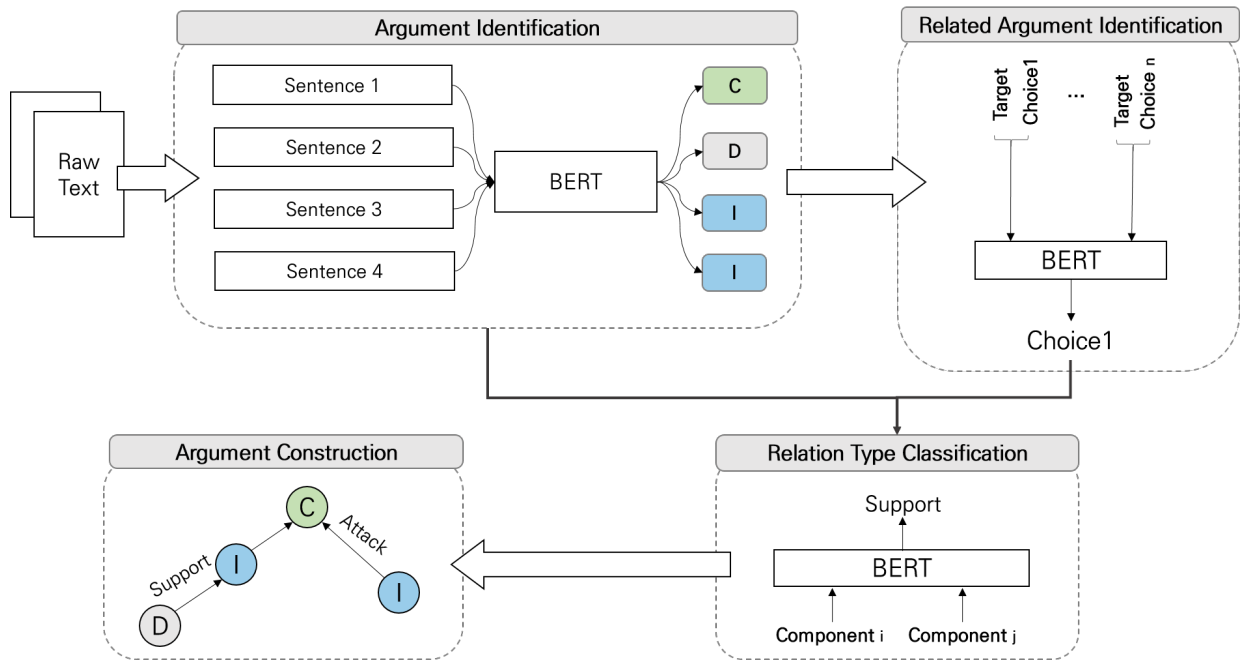 Argument Identification
Related Argument Identification
Raw
Text
Sentence 1
Sentence 2
Sentence 3
Sentence 4
BERT
C
D
I
I
Target
Choice1
...
Target
Choice n
BERT
Choice1
Argument Construction
Relation Type Classification
C
Attack
Support
I
I
D
Support
BERT
Component i
Component j